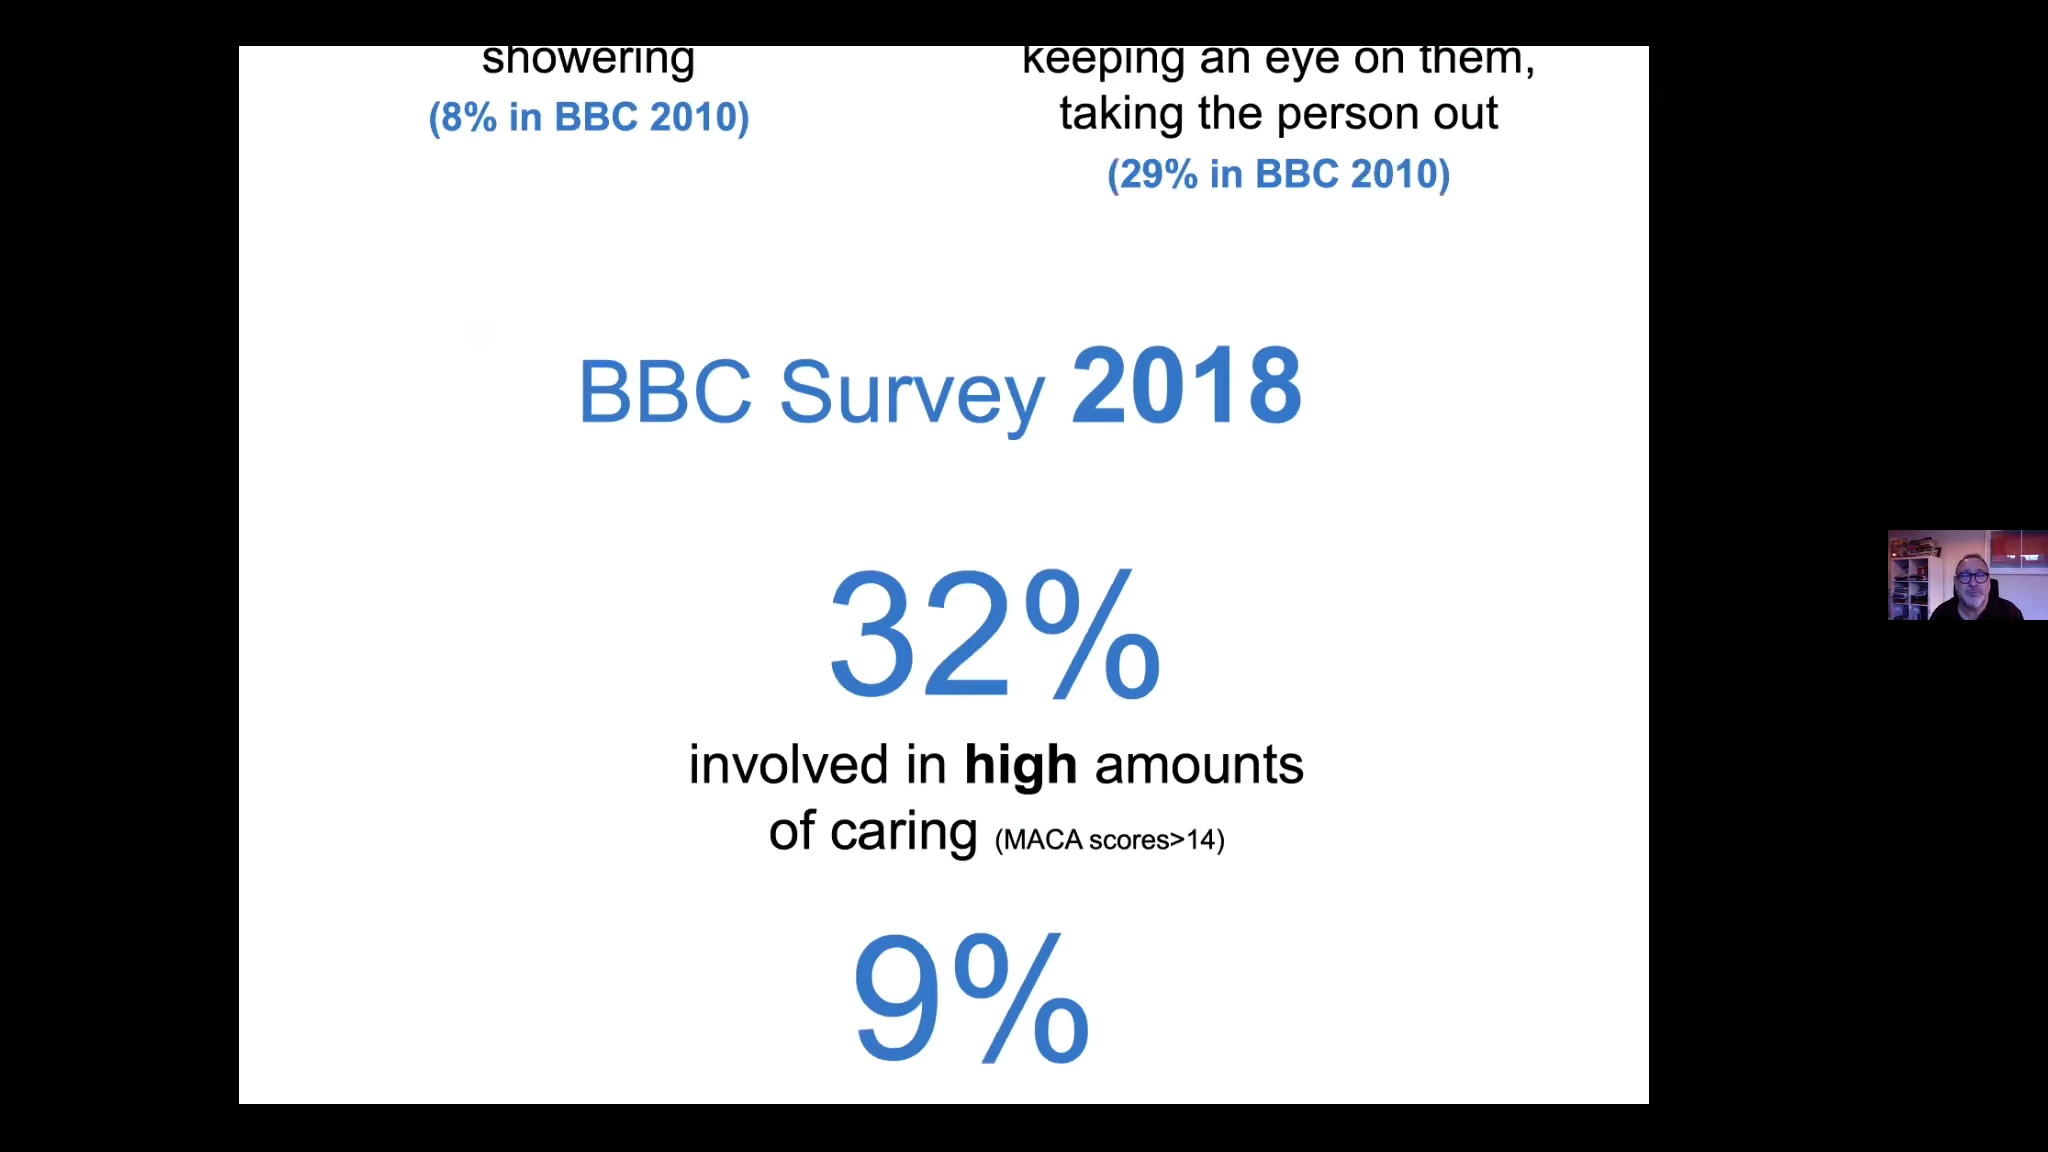 showering
(8% in BBC 2010)
keeping an eye on them,
taking the person out
(29% in BBC 2010)
BBC Survey 2018
32%
involved in high amounts
of caring (MACA scores>14)
9%